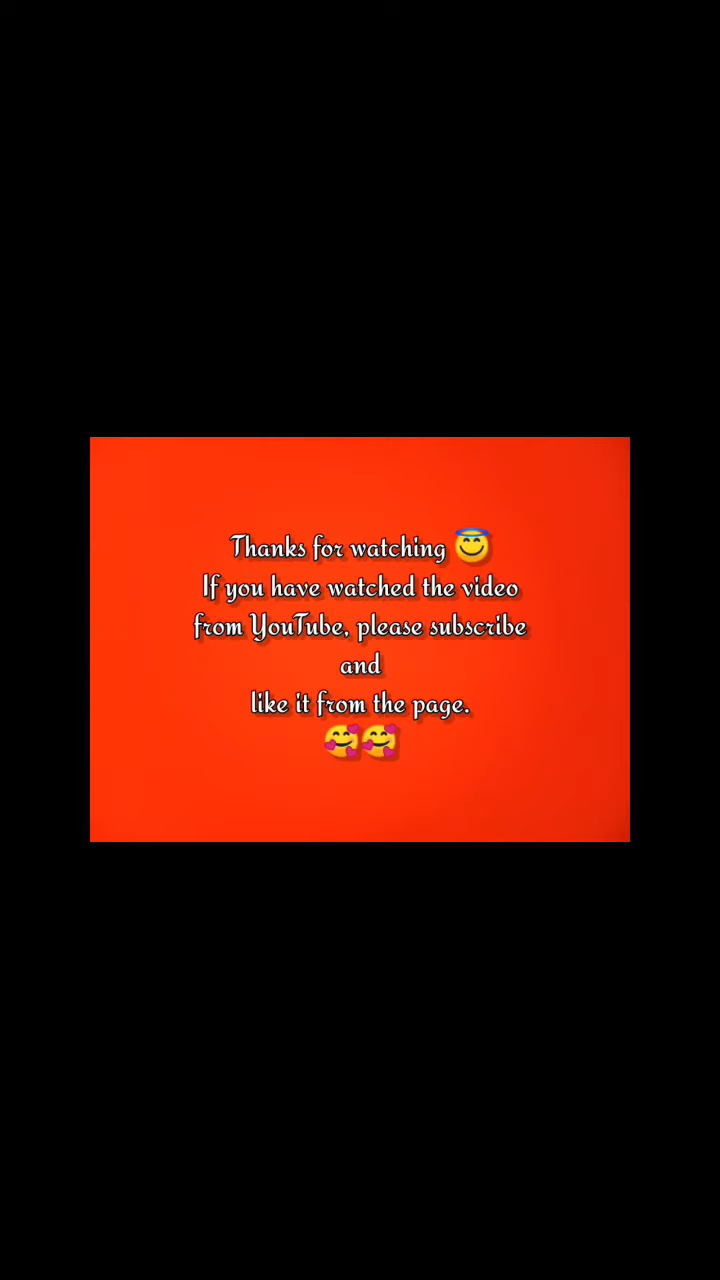 Thanks for watching 😇
If you have watched the video
from YouTube, please subscribe
and
like it from the page.
🥰🥰